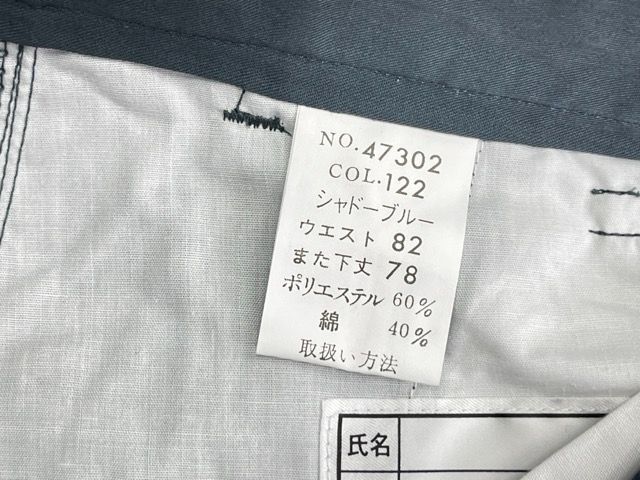 NO.47302
COL.122
シャドーブルー
ウエスト 82
また下丈 78
ポリエステル 60%
綿 40%
取扱い方法
氏名